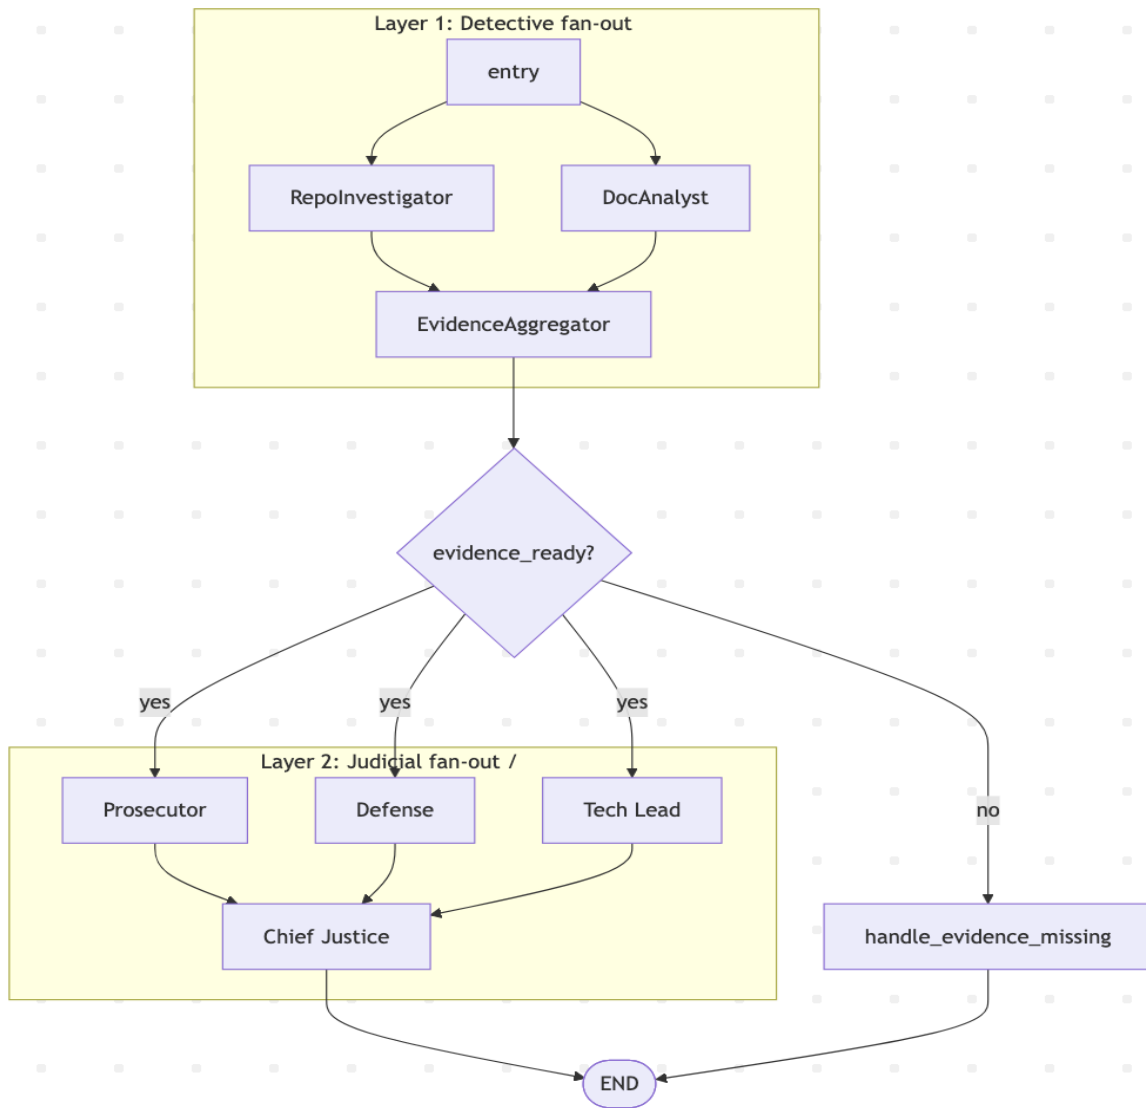 Layer 1: Detective fan-out
entry
RepoInvestigator
DocAnalyst
EvidenceAggregator
evidence_ready?
yes
yes
yes
Layer 2: Judicial fan-out /
Prosecutor
Defense
Tech Lead
no
Chief Justice
handle_evidence_missing
END